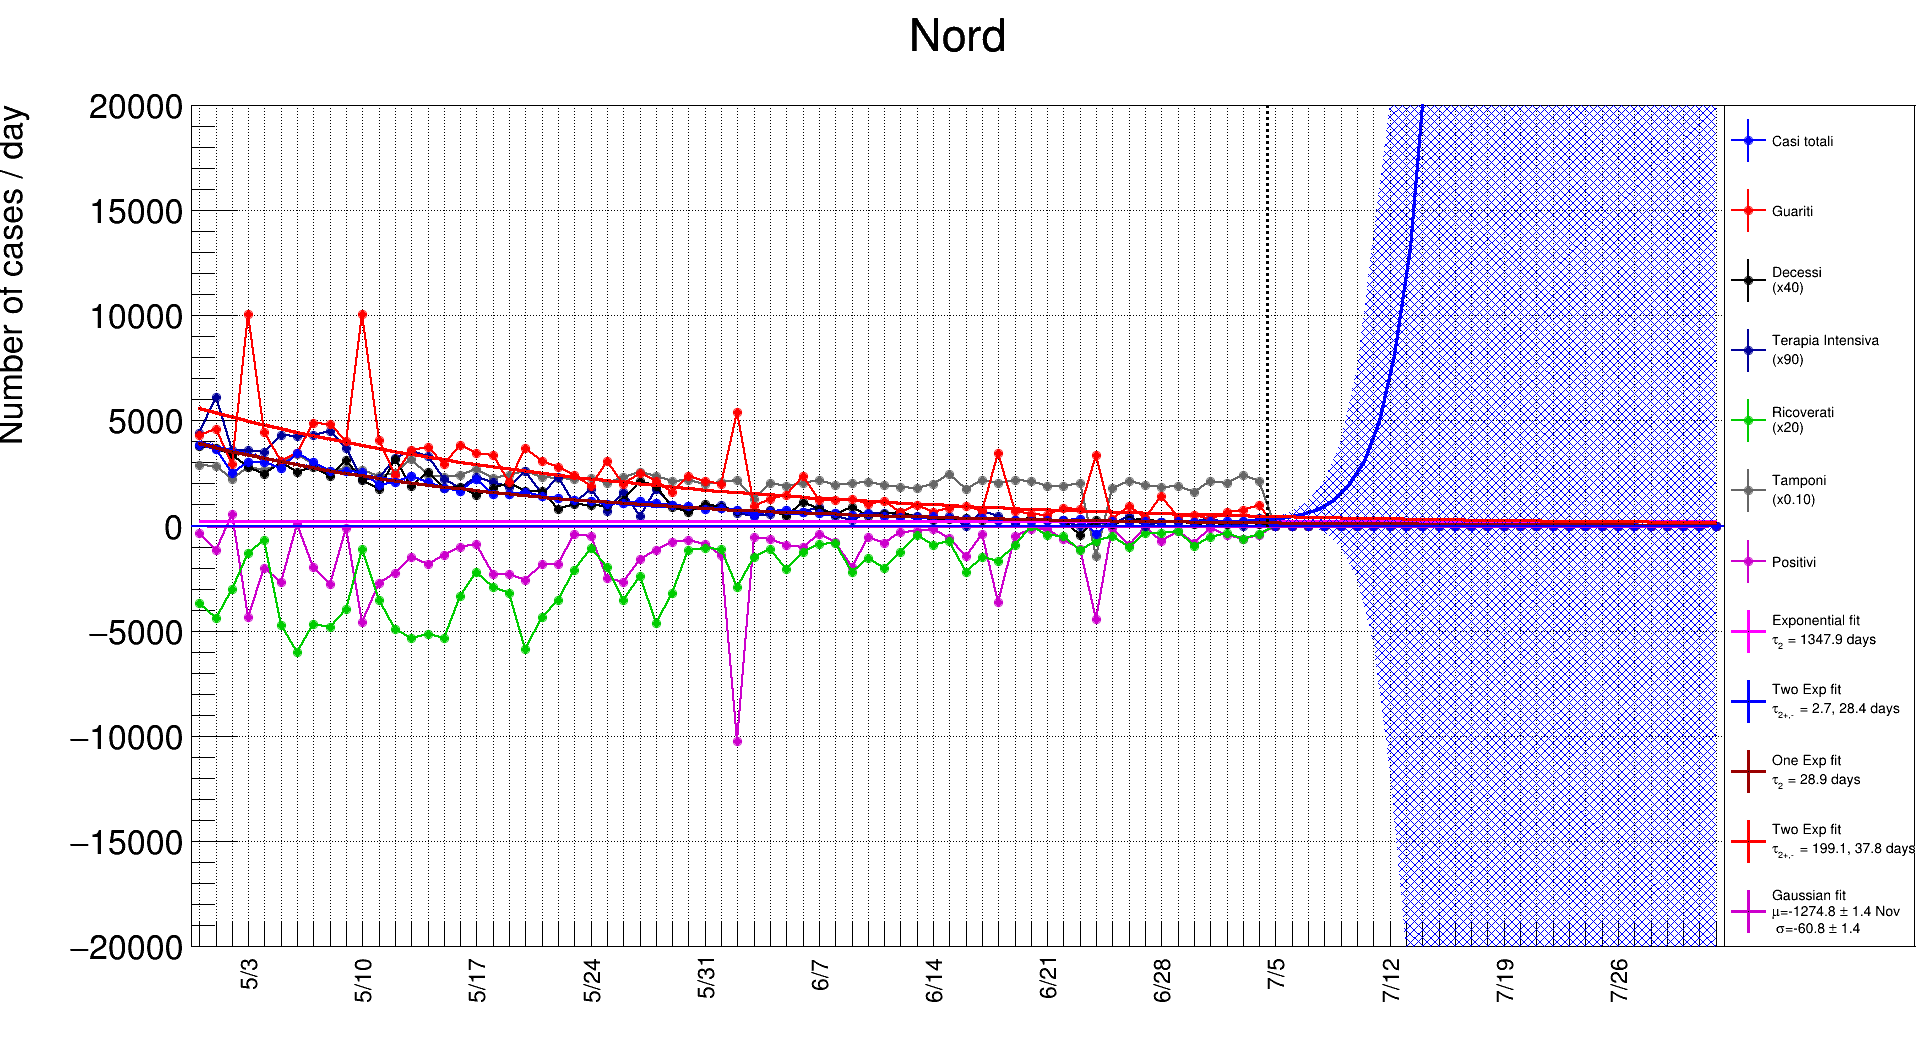 Nord
Number of cases / day
20000
15000
10000
5000
0
−5000
−10000
−15000
−20000
5/3
5/10
5/17
5/24
5/31
6/7
6/14
6/21
6/28
7/5
7/12
7/19
7/26
Casi totali
Guariti
Decessi
(x40)
Terapia Intensiva
(x90)
Ricoverati
(x20)
Tamponi
(x0.10)
Positivi
Exponential fit
τ2 = 1347.9 days
Two Exp fit
τ2+,- = 2.7, 28.4 days
One Exp fit
τ2 = 28.9 days
Two Exp fit
τ2+,- = 199.1, 37.8 days
Gaussian fit
μ=-1274.8 ± 1.4 Nov
σ=-60.8 ± 1.4